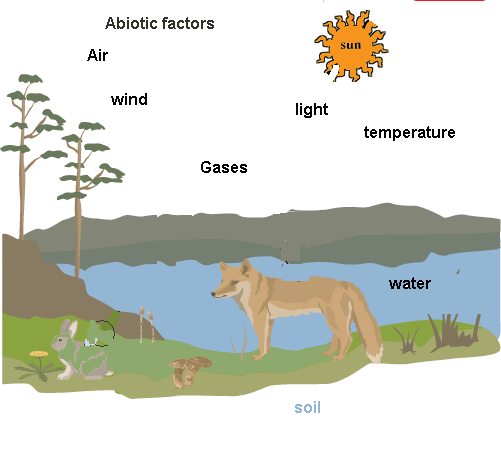 Abiotic factors
sun
Air
wind
light
temperature
Gases
water
soil